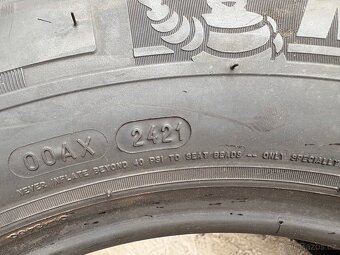 00AX
2421
NEVER INFLATE BEYOND 40 PSI TO SEAT BEADS -- ONLY SPECIALLY